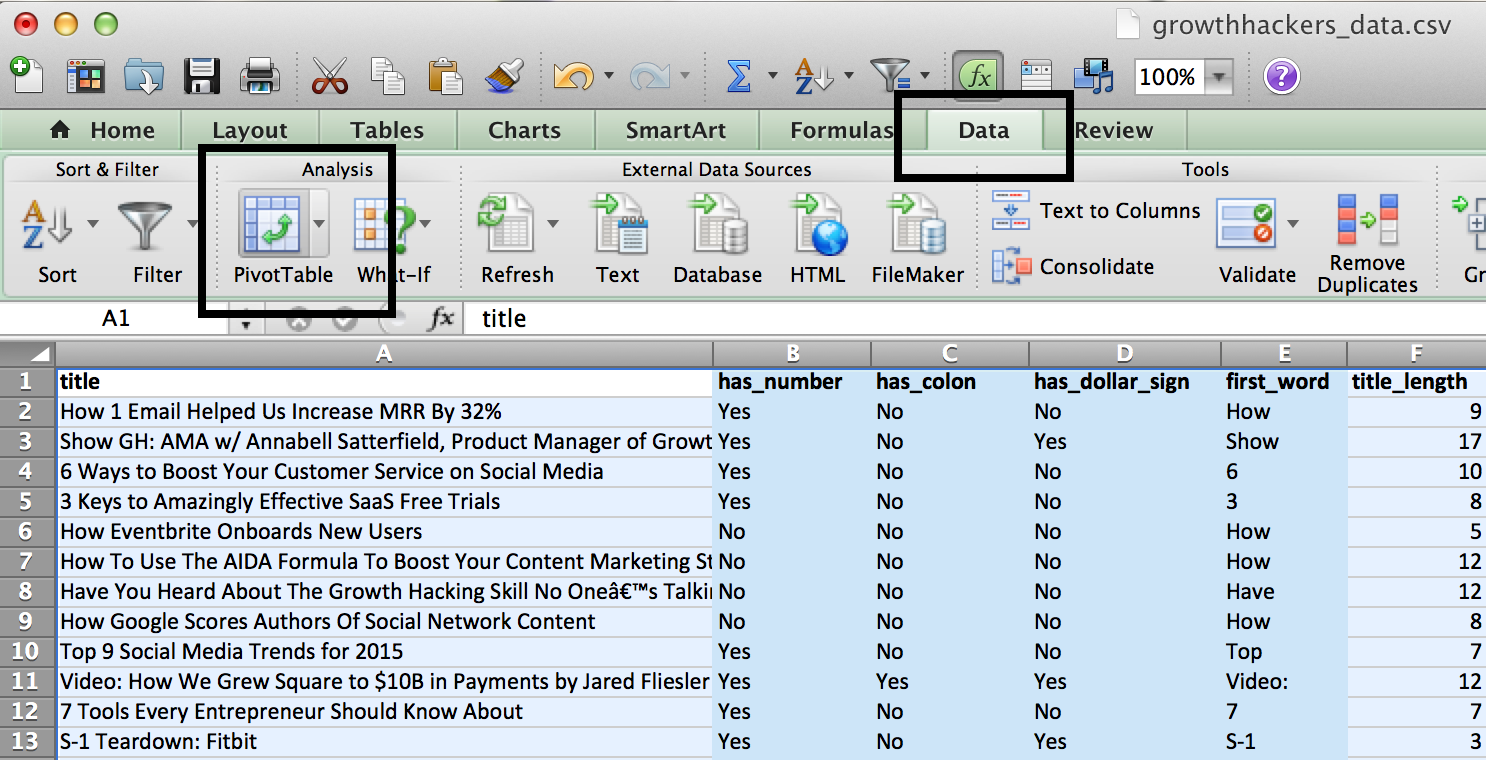 growthhackers_data.csv
100%
Home Layout Tables Charts SmartArt Formulas Data Review
Sort & Filter Analysis External Data Sources Tools
Sort Filter PivotTable What-If Refresh Text Database HTML FileMaker Text to Columns Consolidate Validate Remove Duplicates
A1 fx title
A B C D E F
1 title has_number has_colon has_dollar_sign first_word title_length
2 How 1 Email Helped Us Increase MRR By 32% Yes No No How 9
3 Show GH: AMA w/ Annabell Satterfield, Product Manager of Growt Yes No Yes Show 17
4 6 Ways to Boost Your Customer Service on Social Media Yes No No 6 10
5 3 Keys to Amazingly Effective SaaS Free Trials Yes No No 3 8
6 How Eventbrite Onboards New Users No No No How 5
7 How To Use The AIDA Formula To Boost Your Content Marketing St No No No How 12
8 Have You Heard About The Growth Hacking Skill No Oneâ€™s Talkin No No No Have 12
9 How Google Scores Authors Of Social Network Content No No No How 8
10 Top 9 Social Media Trends for 2015 Yes No No Top 7
11 Video: How We Grew Square to $10B in Payments by Jared Fliesler Yes Yes Yes Video: 12
12 7 Tools Every Entrepreneur Should Know About Yes No No 7 7
13 S-1 Teardown: Fitbit Yes No Yes S-1 3